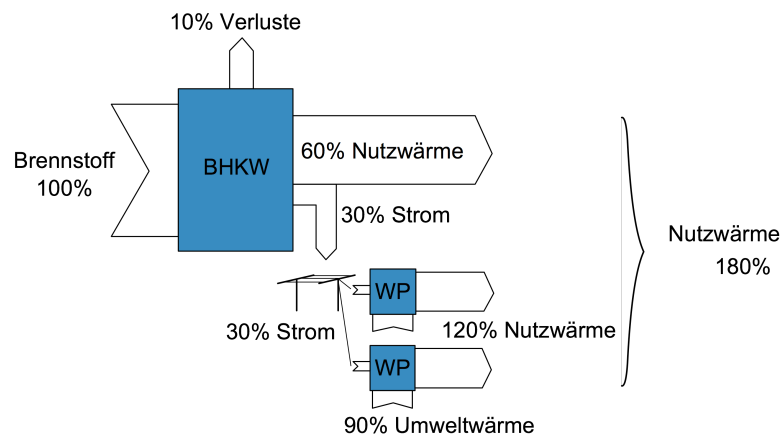 10% Verluste
Brennstoff
100%
BHKW
60% Nutzwärme
30% Strom
Nutzwärme
180%
WP
30% Strom
120% Nutzwärme
WP
90% Umweltwärme